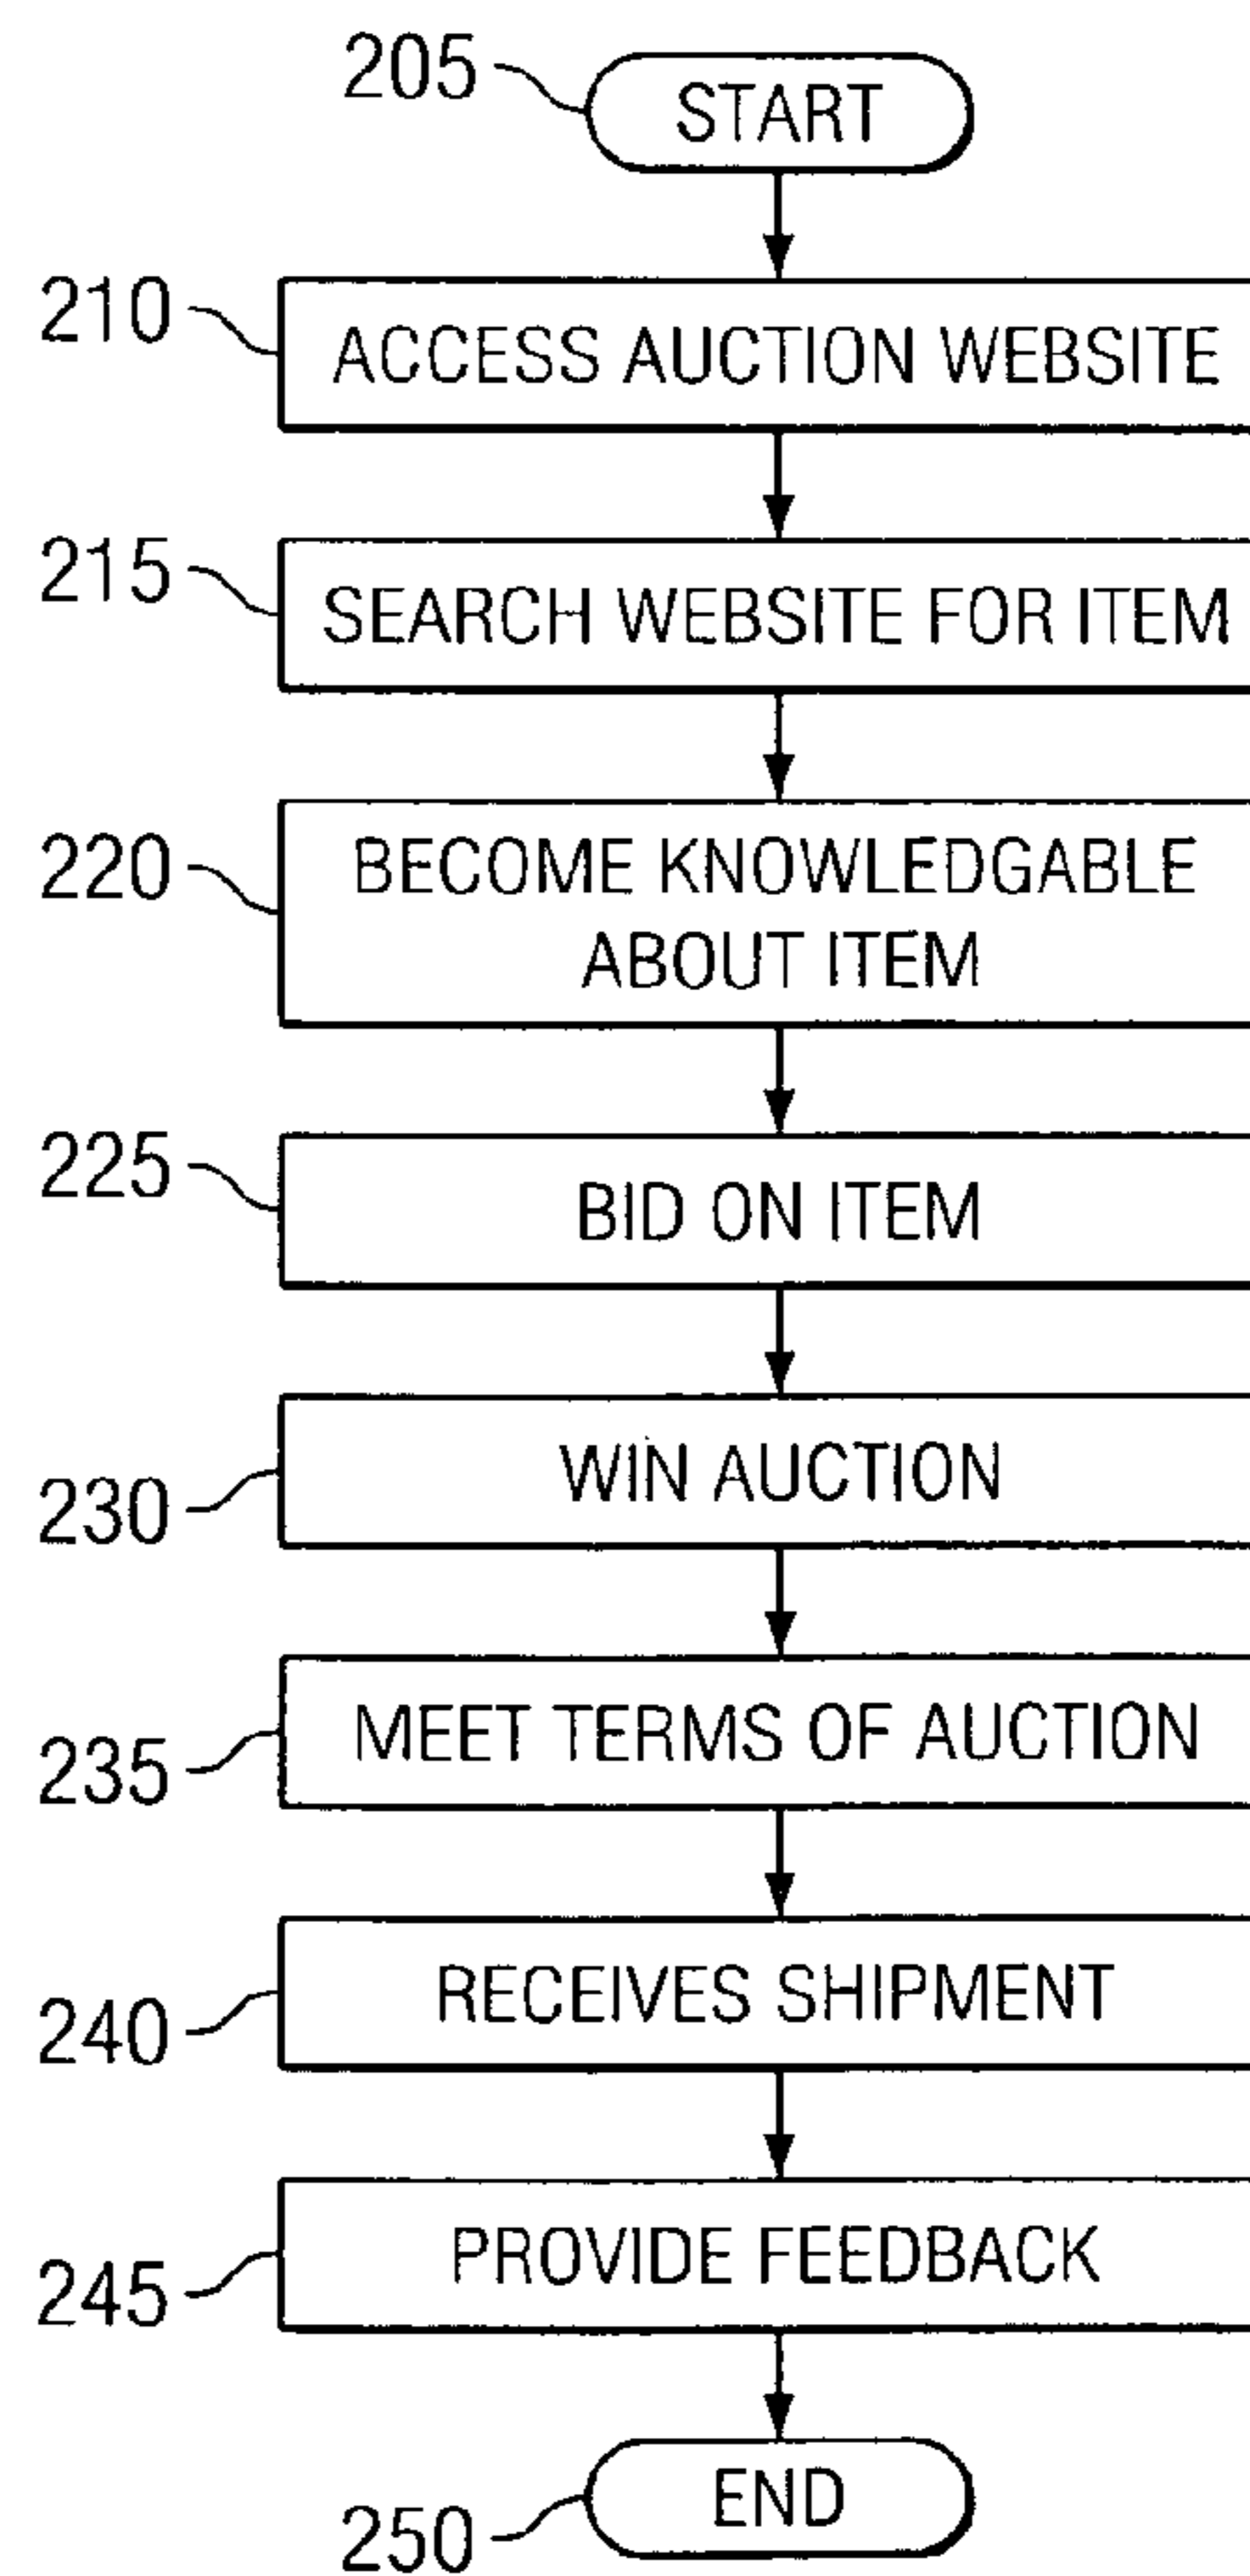 205
START
210
ACCESS AUCTION WEBSITE
215
SEARCH WEBSITE FOR ITEM
220
BECOME KNOWLEDGABLE
ABOUT ITEM
225
BID ON ITEM
230
WIN AUCTION
235
MEET TERMS OF AUCTION
240
RECEIVES SHIPMENT
245
PROVIDE FEEDBACK
250
END